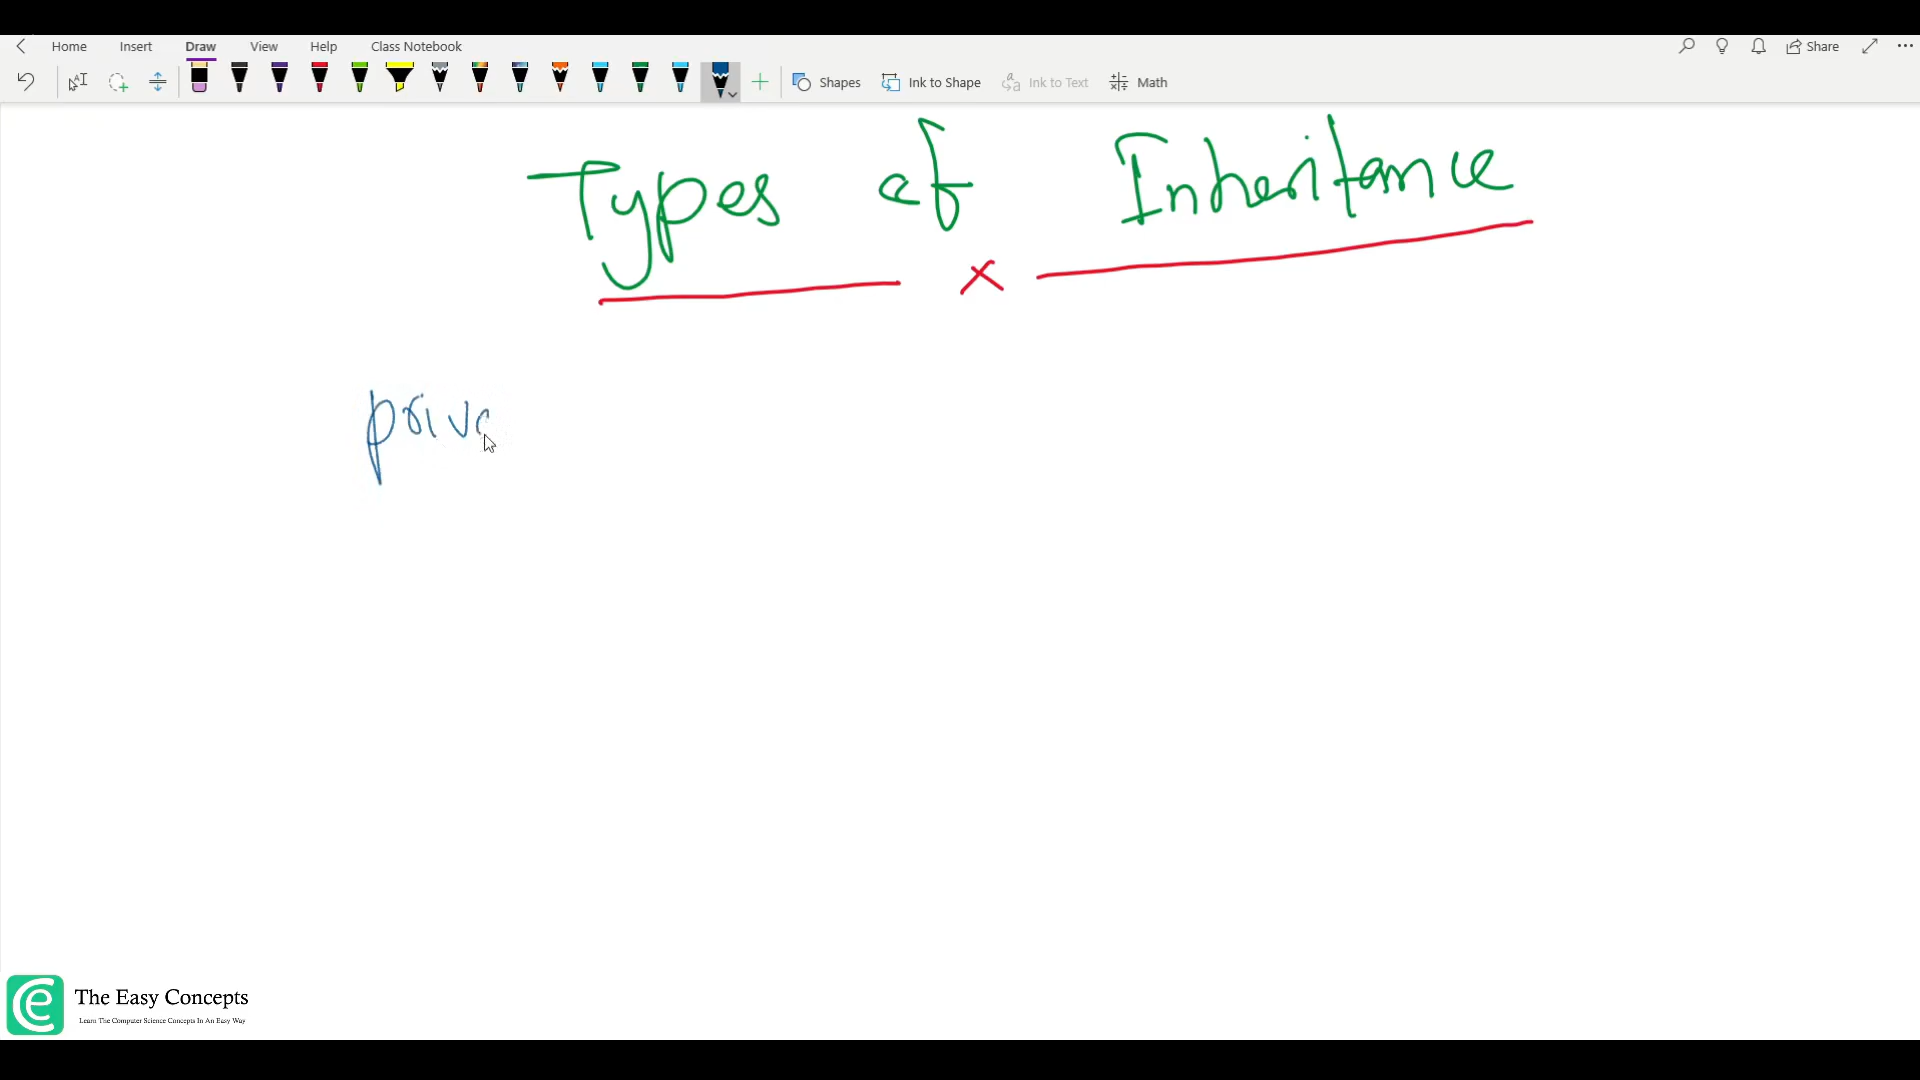 Home Insert Draw View Help Class Notebook Share
Shapes Ink to Shape Ink to Text Math
Types of Inheritance
x
priva
The Easy Concepts
Learn The Computer Science Concepts In An Easy Way